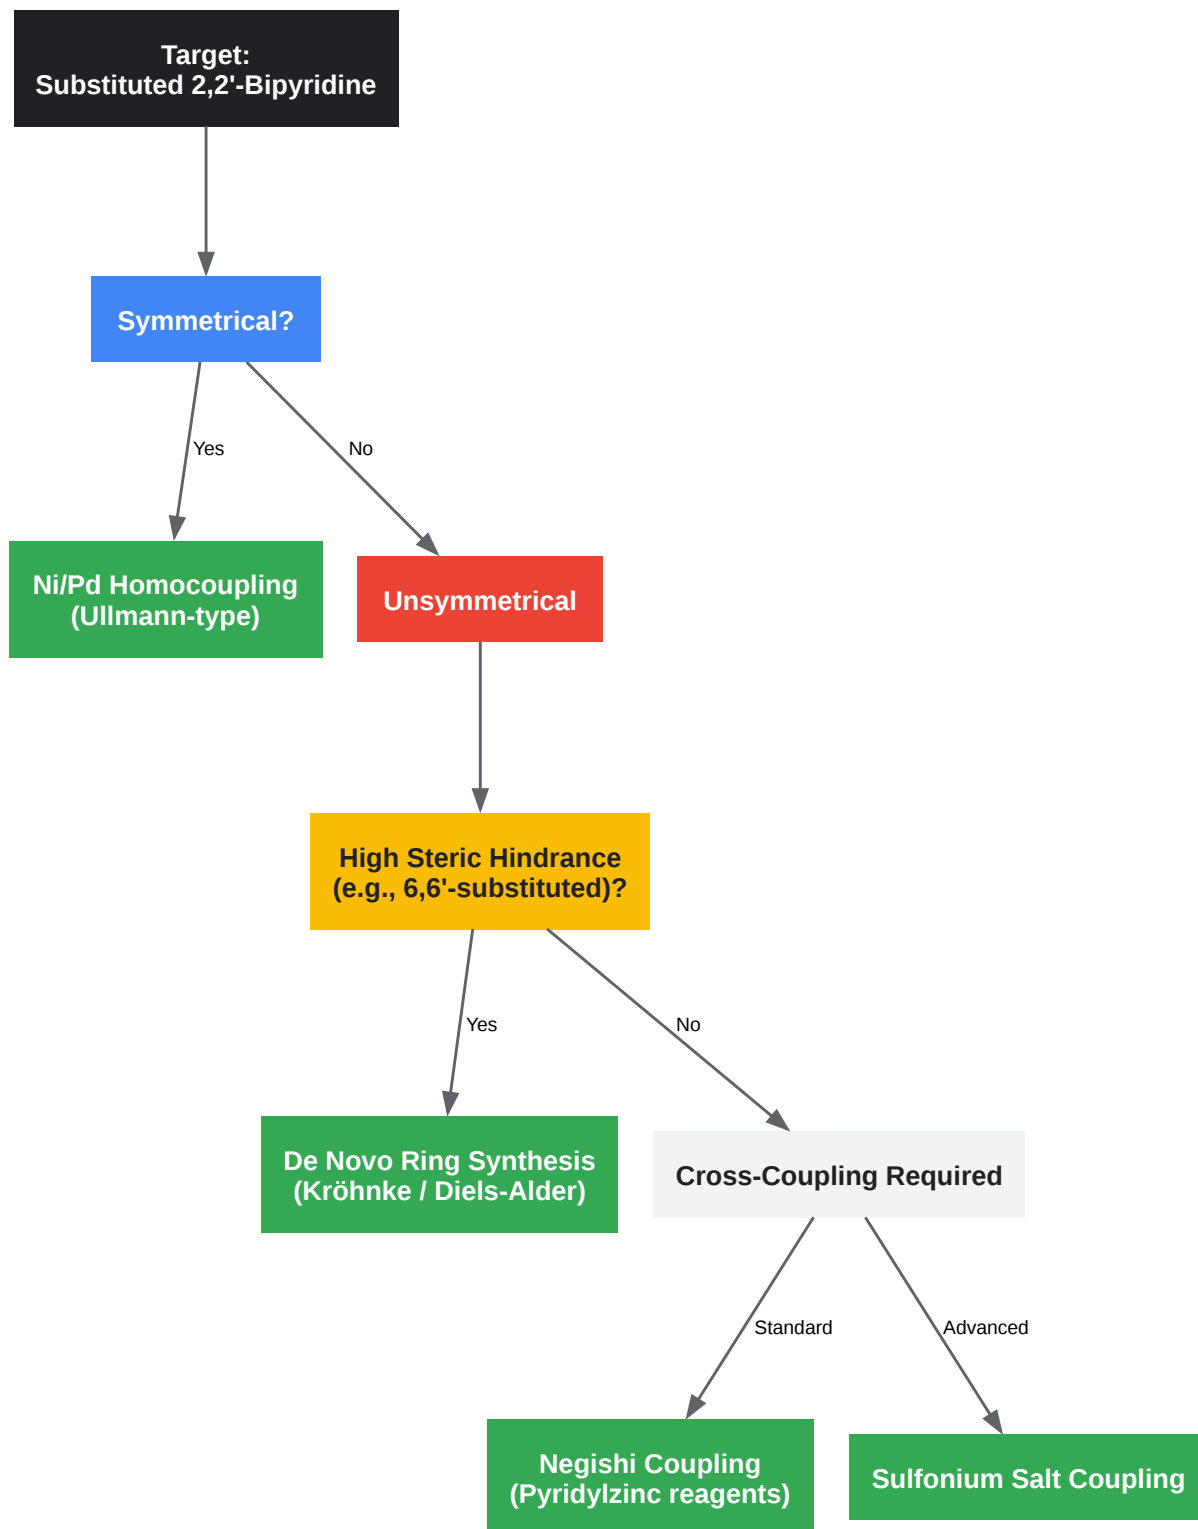 Target:
Substituted 2,2'-Bipyridine
Symmetrical?
Yes
No
Ni/Pd Homocoupling
(Ullmann-type)
Unsymmetrical
High Steric Hindrance
(e.g., 6,6'-substituted)?
Yes
No
De Novo Ring Synthesis
(Kröhnke / Diels-Alder)
Cross-Coupling Required
Standard
Advanced
Negishi Coupling
(Pyridylzinc reagents)
Sulfonium Salt Coupling